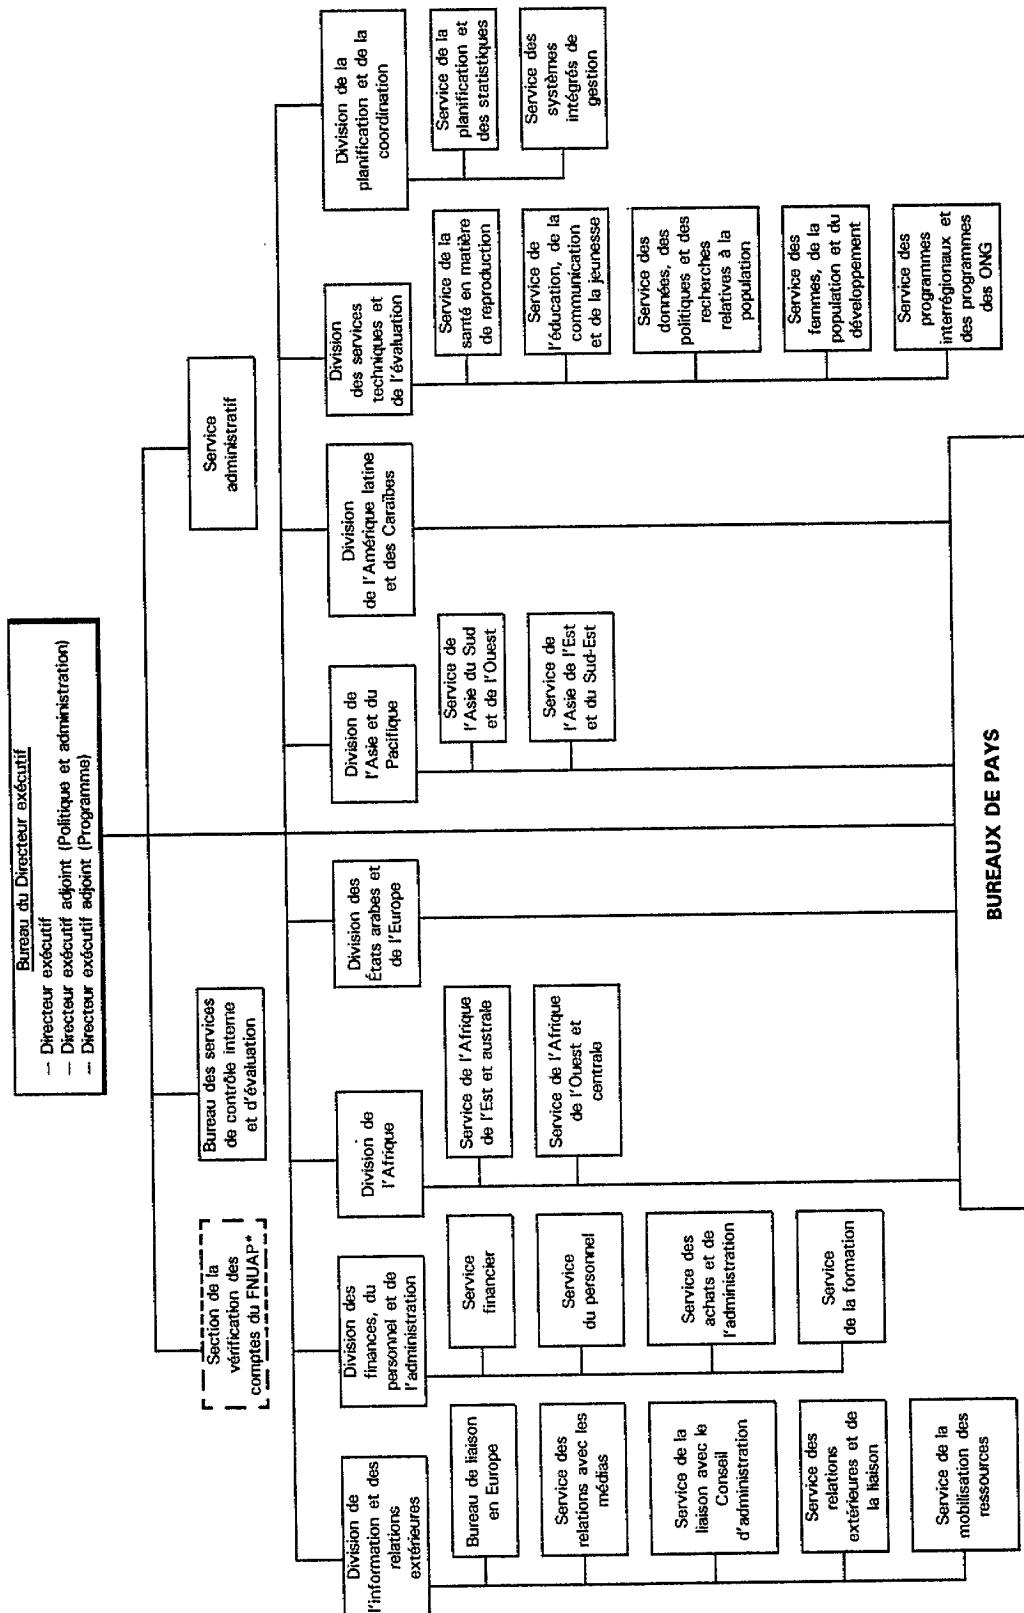 Bureau du Directeur exécutif
— Directeur exécutif
— Directeur exécutif adjoint (Politique et administration)
— Directeur exécutif adjoint (Programme)
Section de la
vérification des
comptes du FNUAP*
Bureau des services
de contrôle interne
et d'évaluation
Service
administratif
Division de
l'information et des
relations
extérieures
Division des
finances, du
personnel et de
l'administration
Division de
l'Afrique
Division des
États arabes et
de l'Europe
Division de
l'Asie et du
Pacifique
Division
de l'Amérique latine
et des Caraïbes
Division
des services
techniques et
de l'évaluation
Division de la
planification et de la
coordination
Bureau de liaison
en Europe
Service des
relations avec les
médias
Service de la
liaison avec le
Conseil
d'administration
Service des
relations
extérieures et de
la liaison
Service de la
mobilisation des
ressources
Service
financier
Service
du personnel
Service des
achats et de
l'administration
Service
de la formation
Service de l'Afrique
de l'Est et australe
Service de l'Afrique
de l'Ouest et
centrale
Service de
l'Asie du Sud
et de l'Ouest
Service de
l'Asie de l'Est
et du Sud-Est
Service de la
santé en matière
de reproduction
Service de
l'éducation, de la
communication
et de la jeunesse
Service des
données, des
politiques et des
recherches
relatives à la
population
Service des
femmes, de la
population et du
développement
Service des
programmes
interrégionaux et
des programmes
des ONG
Service de la
planification et
des statistiques
Service des
systèmes
intégrés de
gestion
BUREAUX DE PAYS